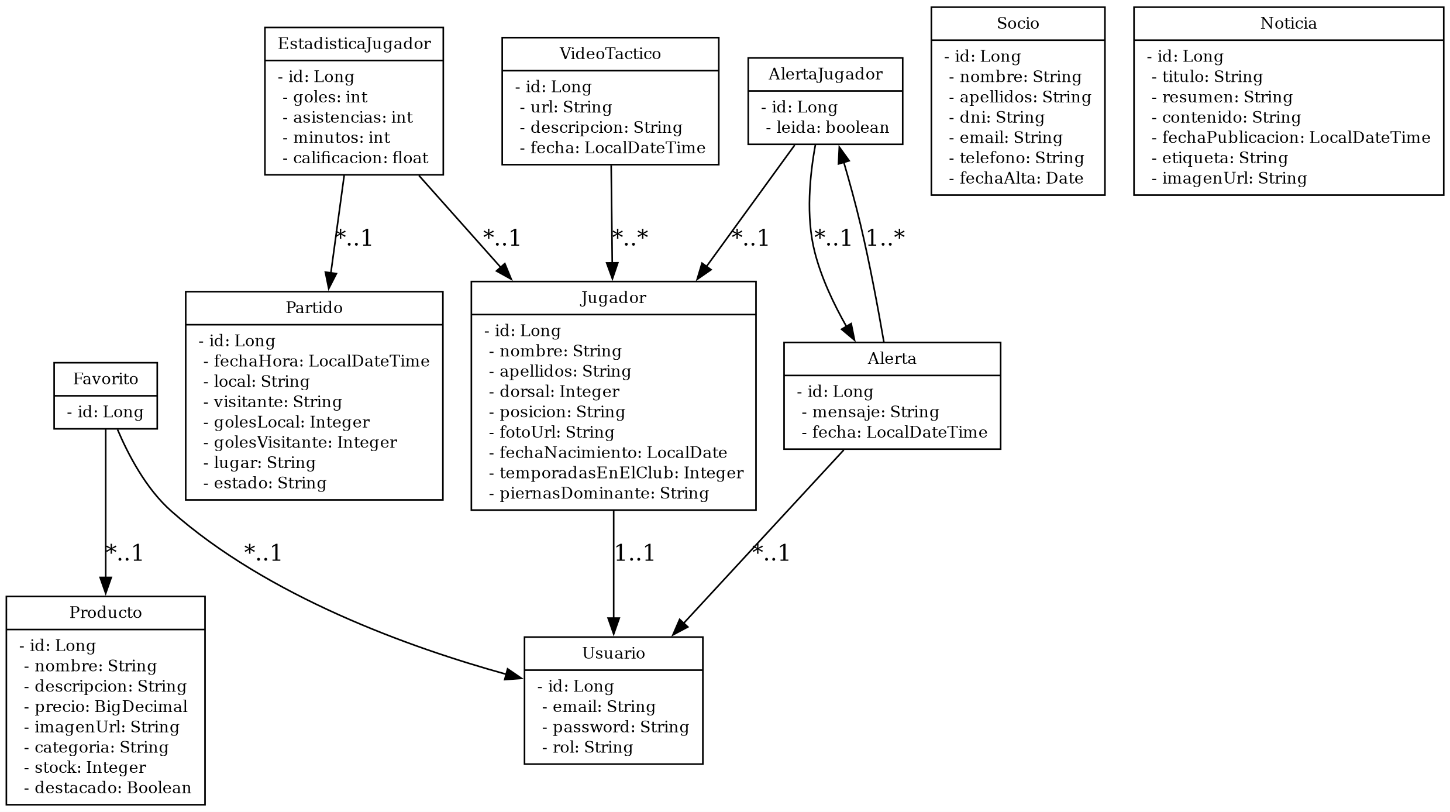 EstadisticaJugador
- id: Long
- goles: int
- asistencias: int
- minutos: int
- calificacion: float
VideoTactico
- id: Long
- url: String
- descripcion: String
- fecha: LocalDateTime
AlertaJugador
- id: Long
- leida: boolean
Socio
- id: Long
- nombre: String
- apellidos: String
- dni: String
- email: String
- telefono: String
- fechaAlta: Date
Noticia
- id: Long
- titulo: String
- resumen: String
- contenido: String
- fechaPublicacion: LocalDateTime
- etiqueta: String
- imagenUrl: String
*..1
*..1
*..*
*..1
*..1
1..*
Partido
- id: Long
- fechaHora: LocalDateTime
- local: String
- visitante: String
- golesLocal: Integer
- golesVisitante: Integer
- lugar: String
- estado: String
Jugador
- id: Long
- nombre: String
- apellidos: String
- dorsal: Integer
- posicion: String
- fotoUrl: String
- fechaNacimiento: LocalDate
- temporadasEnElClub: Integer
- piernasDominante: String
Alerta
- id: Long
- mensaje: String
- fecha: LocalDateTime
Favorito
- id: Long
*..1
*..1
1..1
*..1
Producto
- id: Long
- nombre: String
- descripcion: String
- precio: BigDecimal
- imagenUrl: String
- categoria: String
- stock: Integer
- destacado: Boolean
Usuario
- id: Long
- email: String
- password: String
- rol: String